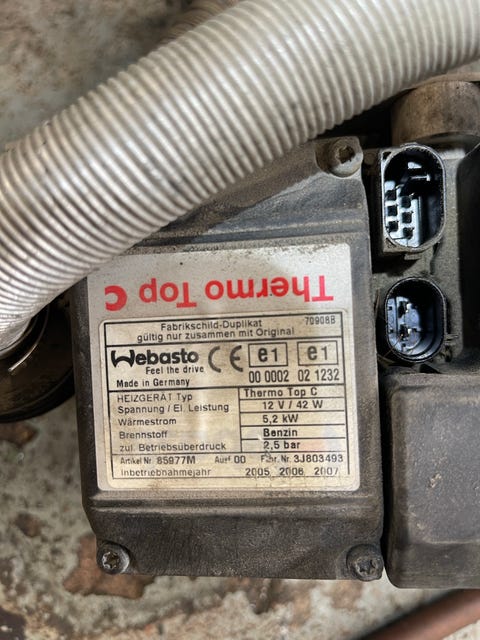 Thermo Top C
70908B
Fabrikschild-Duplikat
gültig nur zusammen mit Original
Webasto CE e1 e1
Feel the drive
Made in Germany 00 0002 02 1232
HEIZGERÄT Typ Thermo Top C
Spannung / El. Leistung 12 V / 42 W
Wärmestrom 5,2 kW
Brennstoff Benzin
zul. Betriebsüberdruck 2,5 bar
Artikel Nr. 85977M Ausf 00 Fabr. Nr. 3J803493
Inbetriebnahmejahr 2005 2006 2007